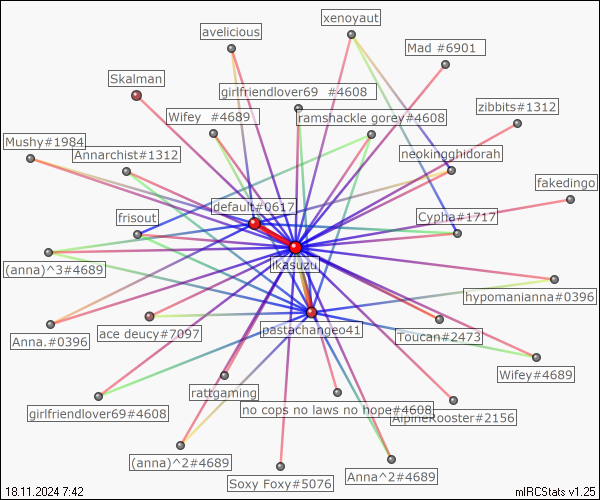 xenoyaut
avelicious
Mad #6901
Skalman
girlfriendlover69  #4608
zibbits#1312
Wifey  #4689
ramshackle gorey#4608
Mushy#1984
Annarchist#1312
neokingghidorah
fakedingo
default#0617
frisout
Cypha#1717
ikasuzu
(anna)^3#4689
hypomanianna#0396
pastachangeo41
ace deucy#7097
Anna.#0396
Toucan#2473
Wifey#4689
rattgaming
no cops no laws no hope#4608
girlfriendlover69#4608
AlpineRooster#2156
(anna)^2#4689
Anna^2#4689
Soxy Foxy#5076
18.11.2024 7:42
mIRCStats v1.25